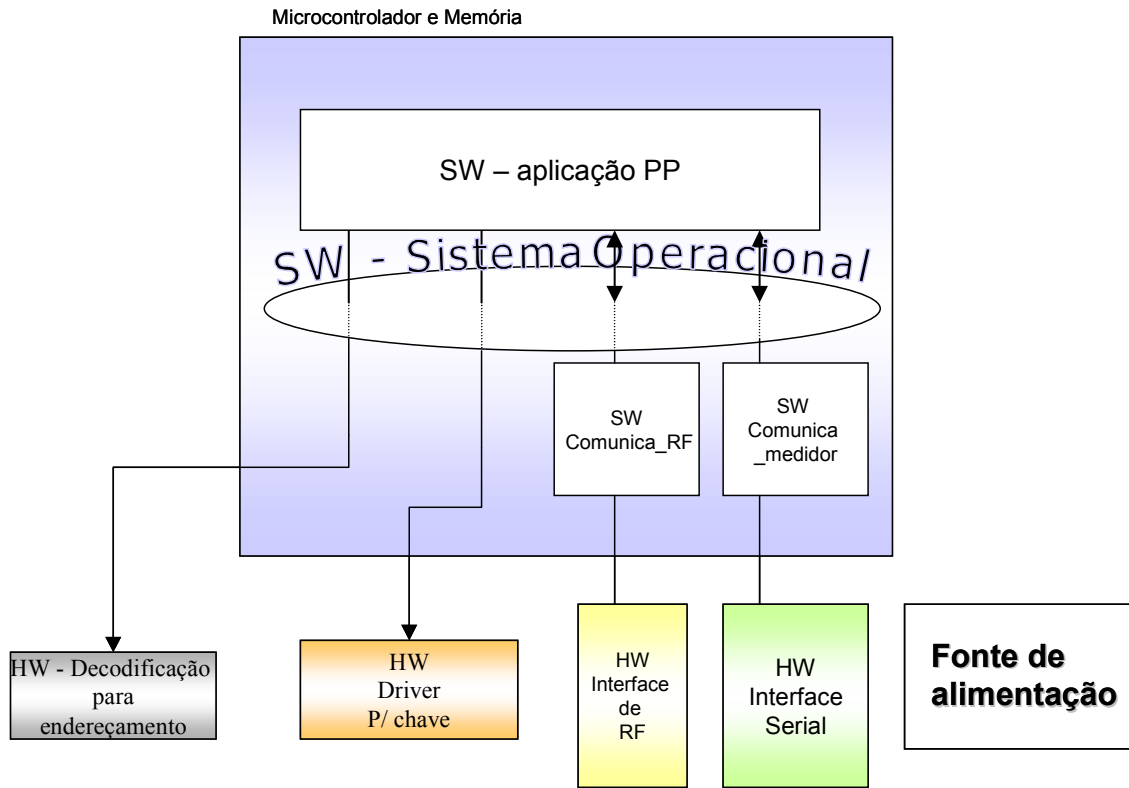 Microcontrolador e Memória
SW – aplicação PP
SW - Sistema Operacional
SW
Comunica_RF
SW
Comunica
_medidor
HW - Decodificação
para
endereçamento
HW
Driver
P/ chave
HW
Interface
de
RF
HW
Interface
Serial
Fonte de
alimentação